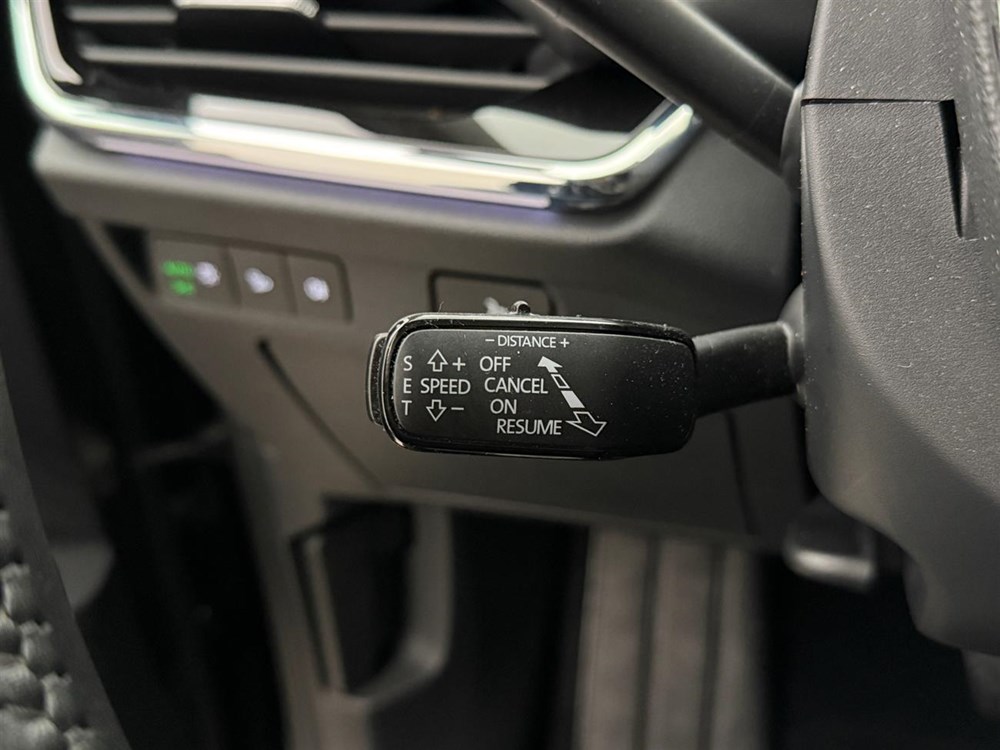 - DISTANCE +
S + OFF
E SPEED CANCEL
T - ON
RESUME